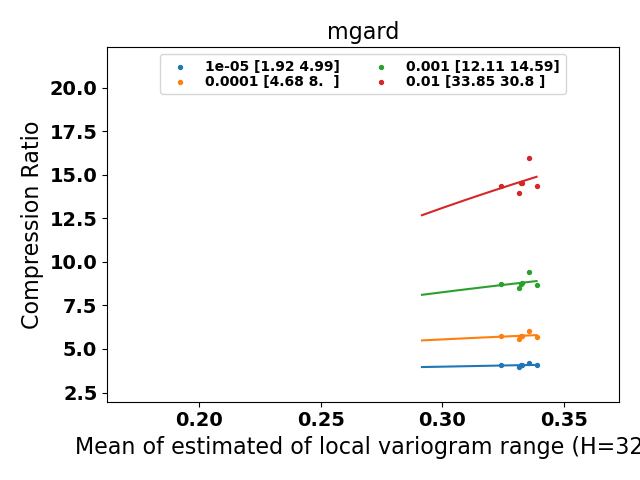 mgard
1e-05 [1.92 4.99]
0.0001 [4.68 8.  ]
0.001 [12.11 14.59]
0.01 [33.85 30.8 ]
Compression Ratio
20.0
17.5
15.0
12.5
10.0
7.5
5.0
2.5
0.20 0.25 0.30 0.35
Mean of estimated of local variogram range (H=32